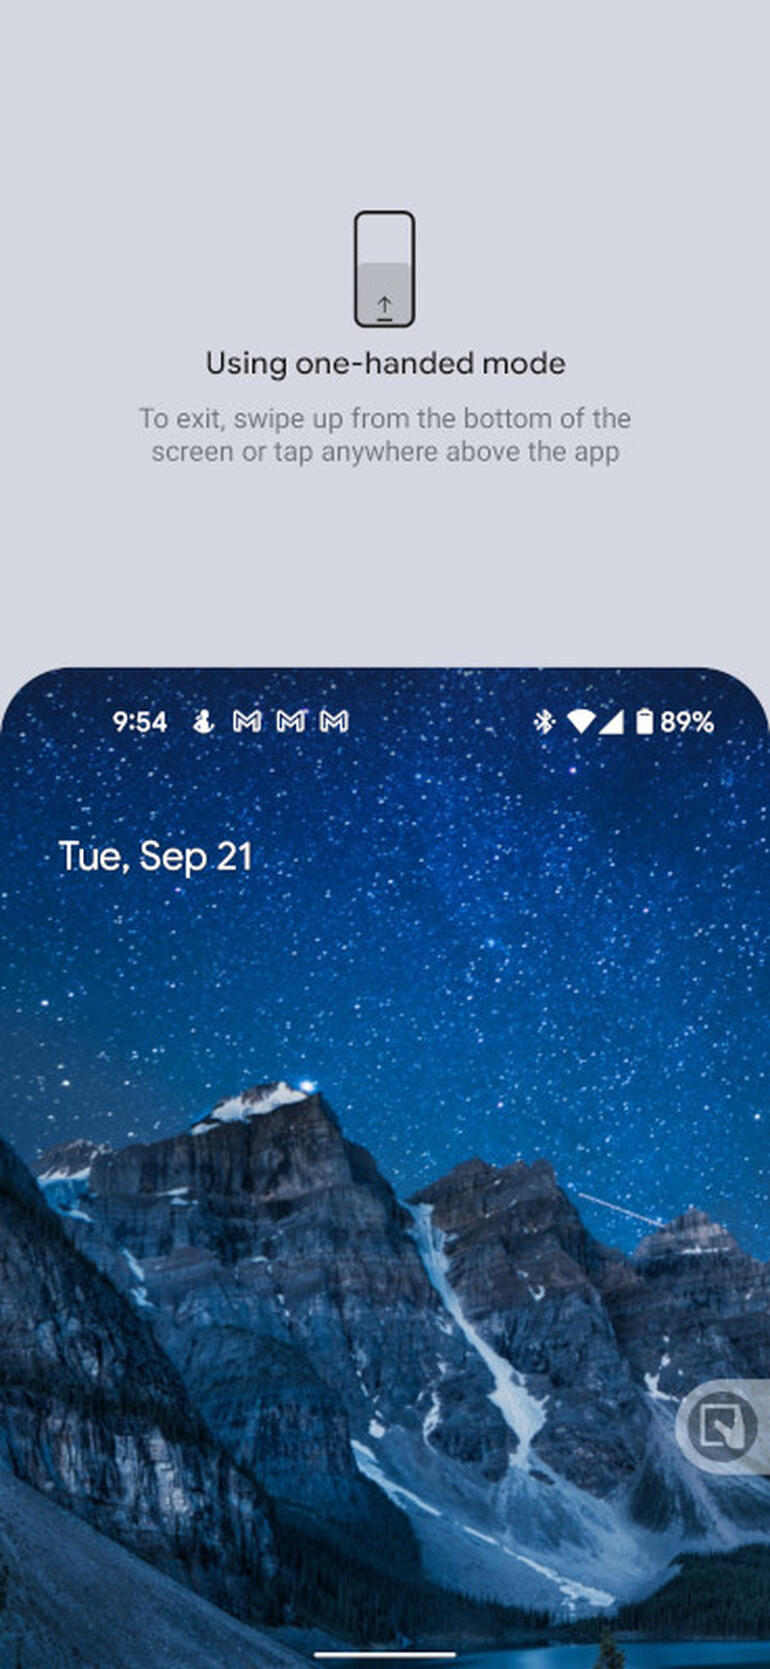 Using one-handed mode
To exit, swipe up from the bottom of the
screen or tap anywhere above the app
9:54 89%
Tue, Sep 21